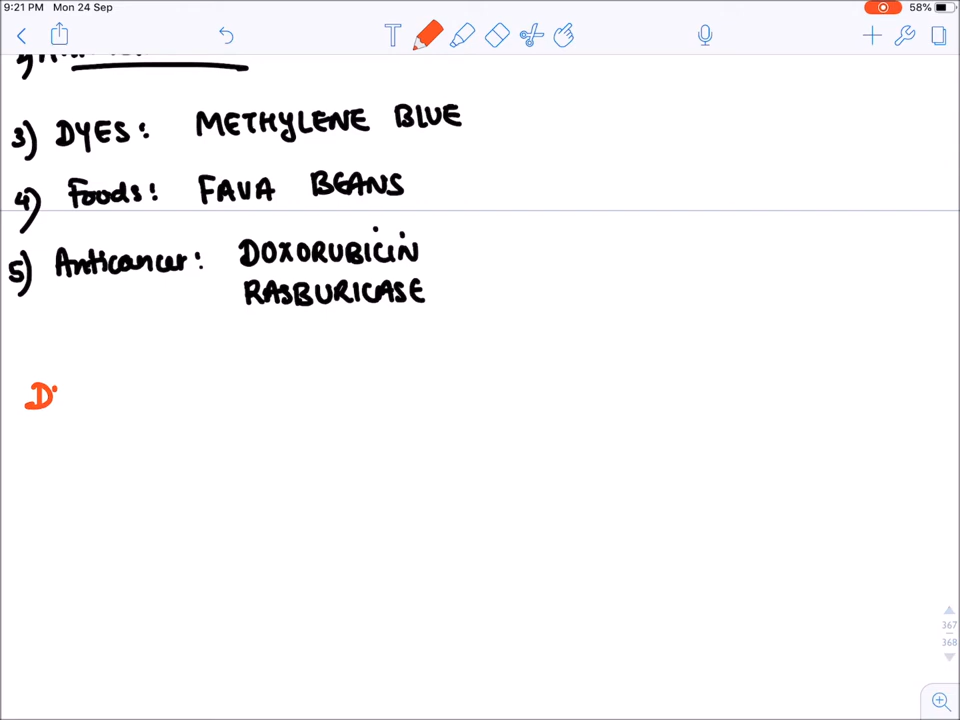 9:21 PM Mon 24 Sep 58%
T
3) DYES: METHYLENE BLUE
4) Foods: FAVA BEANS
5) Anticancer: DOXORUBICIN
RASBURICASE
D
367
368